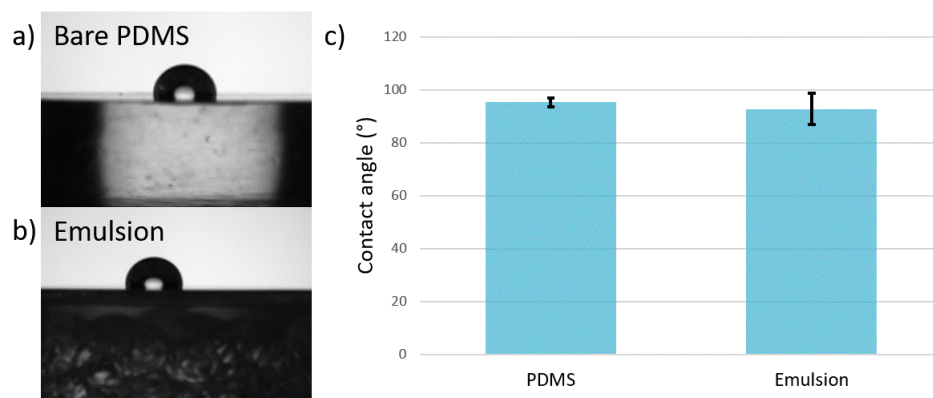 a) Bare PDMS
b) Emulsion
c)
Contact angle (°)
120
100
80
60
40
20
0
PDMS
Emulsion